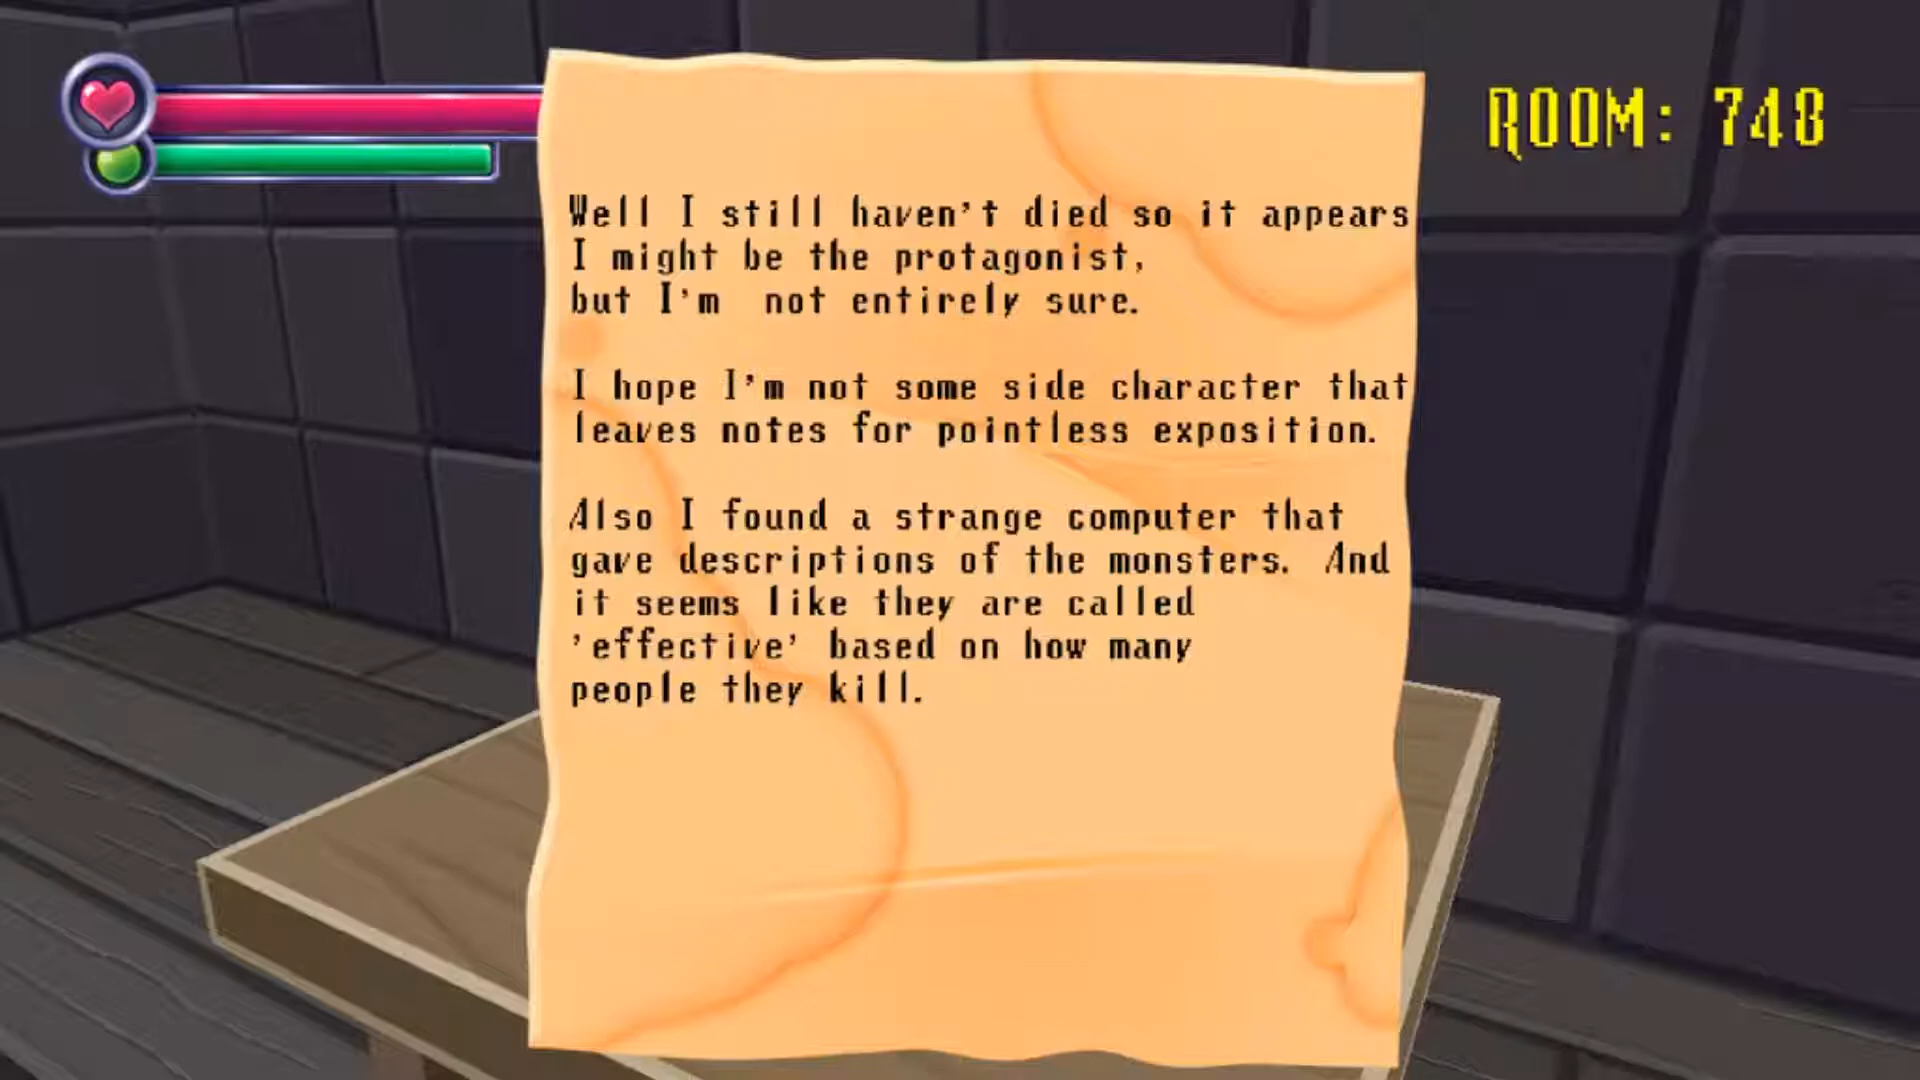 ROOM: 748
Well I still haven't died so it appears
I might be the protagonist,
but I'm  not entirely sure.
I hope I'm not some side character that
leaves notes for pointless exposition.
Also I found a strange computer that
gave descriptions of the monsters.  And
it seems like they are called
'effective' based on how many
people they kill.